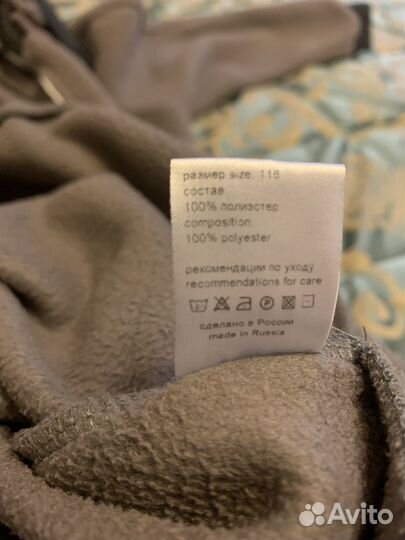 размер size: 116
состав:
100% полиэстер
composition:
100% polyester
рекомендации по уходу
recommendations for care
сделано в России
made in Russia
Avito